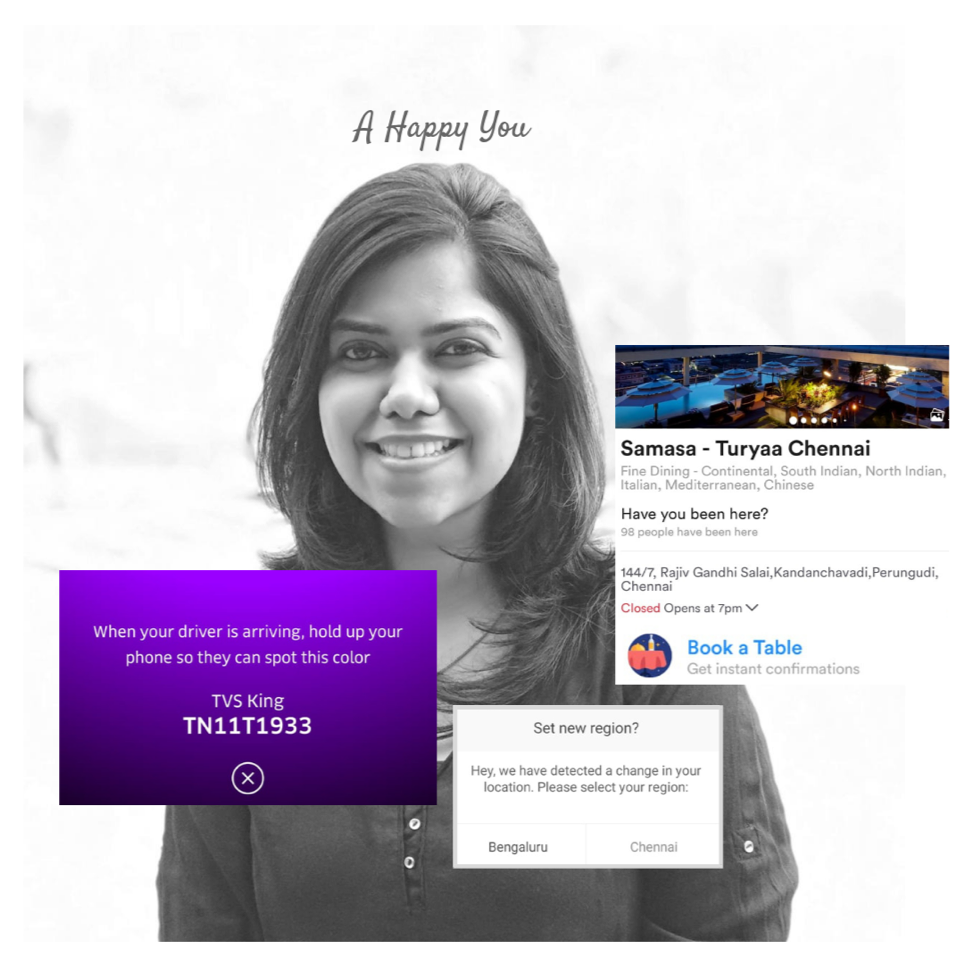 A Happy You
Samasa - Turyaa Chennai
Fine Dining - Continental, South Indian, North Indian,
Italian, Mediterranean, Chinese
Have you been here?
98 people have been here
144/7, Rajiv Gandhi Salai,Kandanchavadi,Perungudi,
Chennai
Closed Opens at 7pm
Book a Table
Get instant confirmations
When your driver is arriving, hold up your
phone so they can spot this color
TVS King
TN11T1933
Set new region?
Hey, we have detected a change in your
location. Please select your region:
Bengaluru Chennai